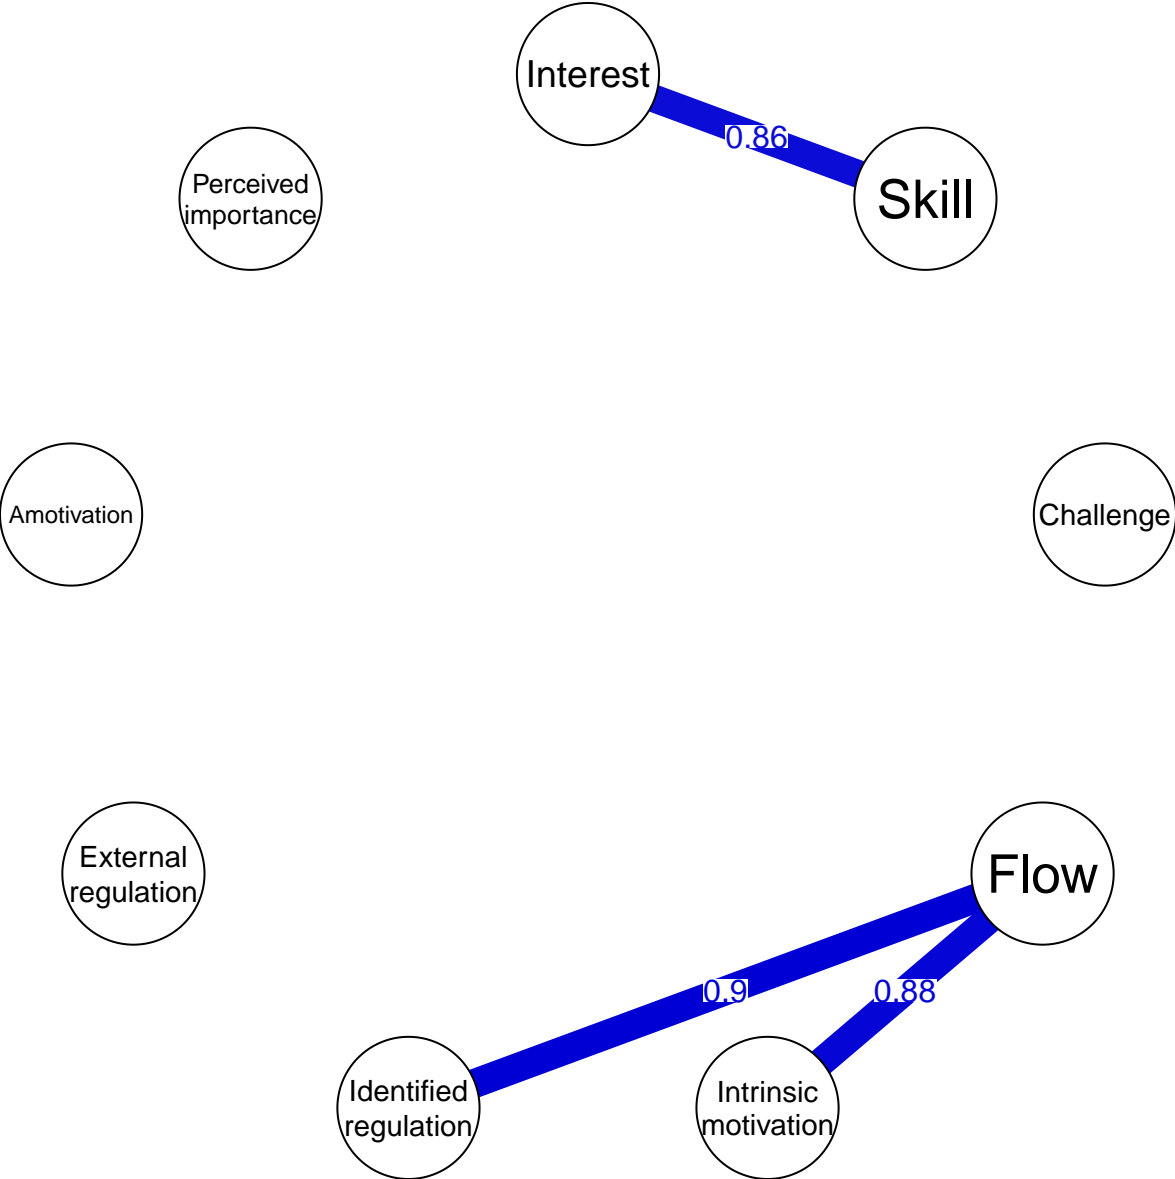 Interest
0.86
Skill
Perceived
importance
Amotivation
Challenge
External
regulation
Flow
0.9
0.88
Identified
regulation
Intrinsic
motivation